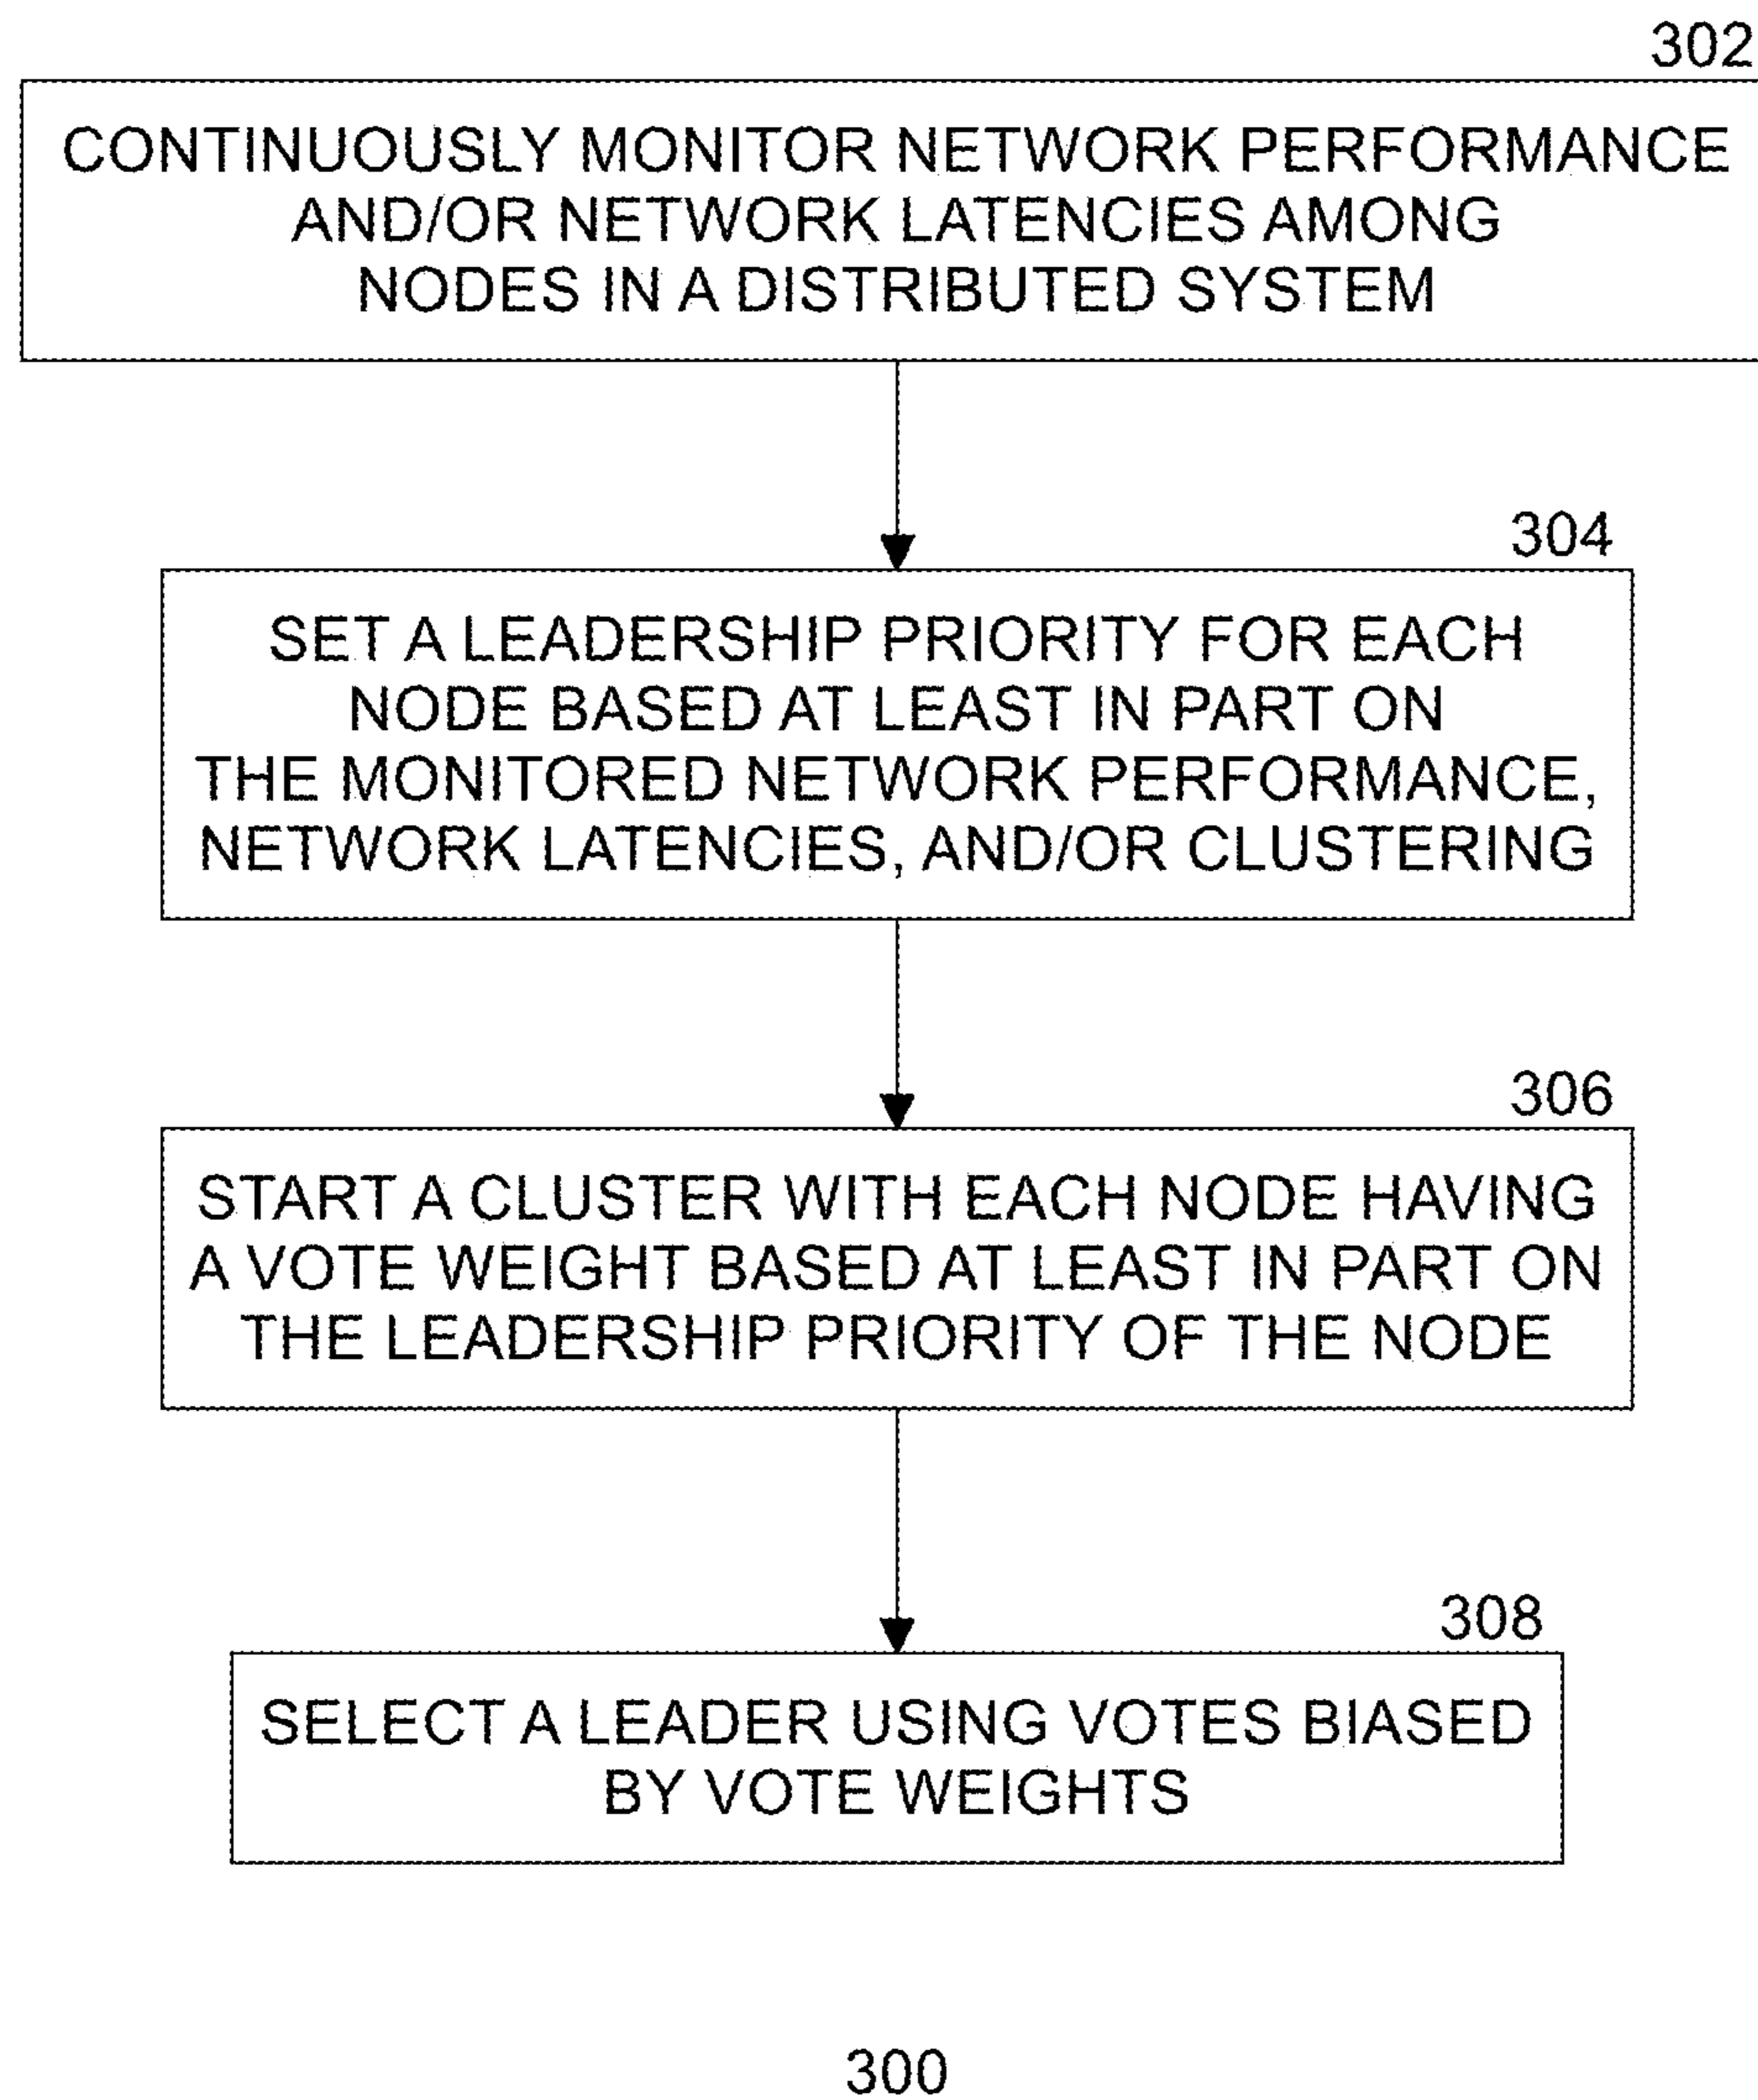 302
CONTINUOUSLY MONITOR NETWORK PERFORMANCE
AND/OR NETWORK LATENCIES AMONG
NODES IN A DISTRIBUTED SYSTEM
304
SET A LEADERSHIP PRIORITY FOR EACH
NODE BASED AT LEAST IN PART ON
THE MONITORED NETWORK PERFORMANCE,
NETWORK LATENCIES, AND/OR CLUSTERING
306
START A CLUSTER WITH EACH NODE HAVING
A VOTE WEIGHT BASED AT LEAST IN PART ON
THE LEADERSHIP PRIORITY OF THE NODE
308
SELECT A LEADER USING VOTES BIASED
BY VOTE WEIGHTS
300